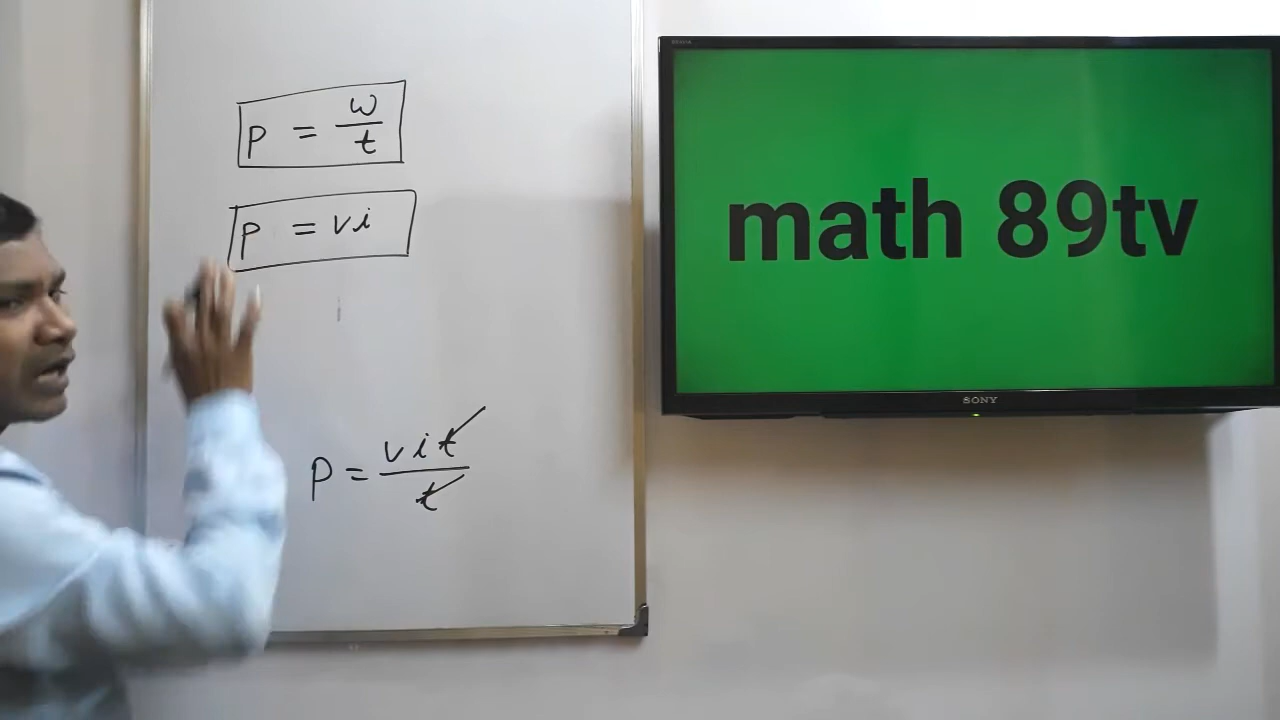 P = w/t
P = vi
P = vit/t
math 89tv
SONY